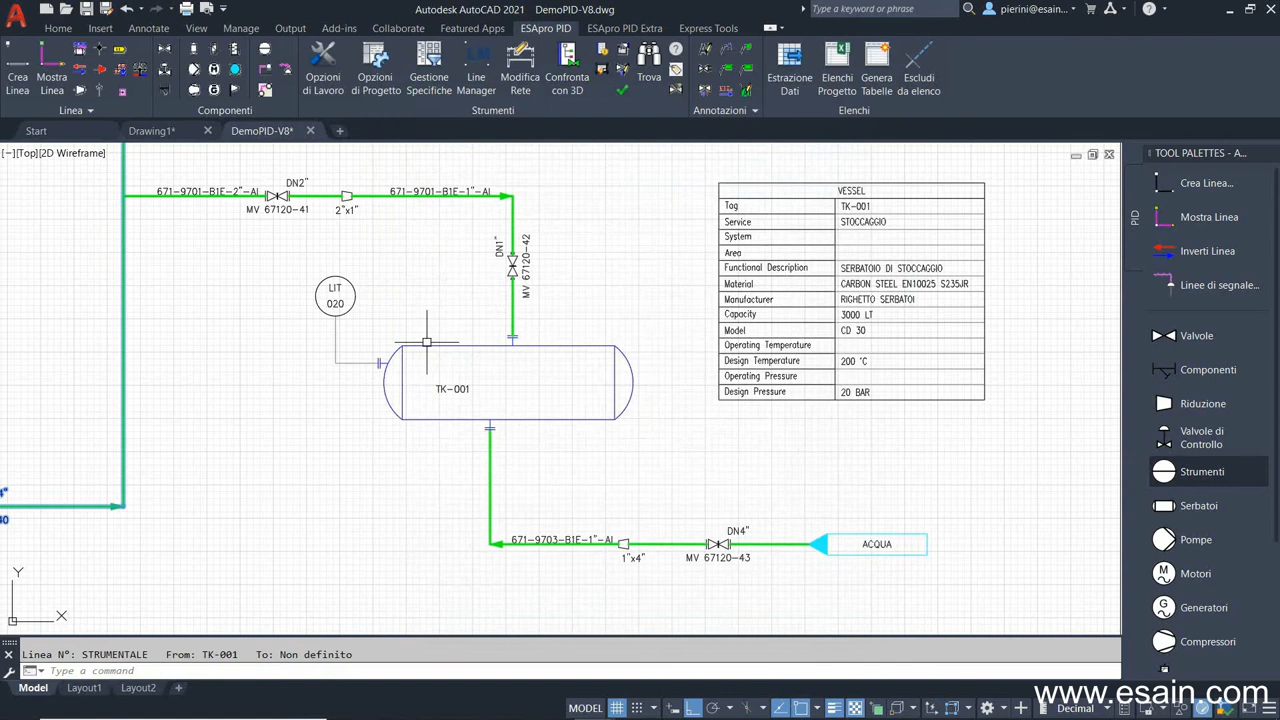 Autodesk AutoCAD 2021 DemoPID-V8.dwg
Type a keyword or phrase
pierini@esain...
Home Insert Annotate View Manage Output Add-ins Collaborate Featured Apps ESApro PID ESApro PID Extra Express Tools
Crea
Linea
Mostra
Linea
Opzioni
di Lavoro
Opzioni
di Progetto
Gestione
Specifiche
LM
Line
Manager
Modifica
Rete
Confronta
con 3D
Trova
Estrazione
Dati
Elenchi
Progetto
Genera
Tabelle
Escludi
da elenco
Linea Componenti Strumenti Annotazioni Elenchi
Start Drawing1* DemoPID-V8*
[−][Top][2D Wireframe]
671-9701-B1E-2"-AI
DN2"
MV 67120-41
2"x1"
671-9701-B1E-1"-AI
DN1"
MV 67120-42
LIT
020
TK-001
671-9703-B1E-1"-AI
1"x4"
DN4"
MV 67120-43
ACQUA
4"
40
Y
X
VESSEL
Tag TK-001
Service STOCCAGGIO
System
Area
Functional Description SERBATOIO DI STOCCAGGIO
Material CARBON STEEL EN10025 S235JR
Manufacturer RIGHETTO SERBATOI
Capacity 3000 LT
Model CD 30
Operating Temperature
Design Temperature 200 °C
Operating Pressure
Design Pressure 20 BAR
TOOL PALETTES - A...
PID
Crea Linea...
Mostra Linea
Inverti Linea
Linee di segnale...
Valvole
Componenti
Riduzione
Valvole di
Controllo
Strumenti
Serbatoi
Pompe
M
Motori
G
Generatori
Compressori
Linea N°: STRUMENTALE From: TK-001 To: Non definito
Type a command
Model Layout1 Layout2
MODEL
Decimal
www.esain.com